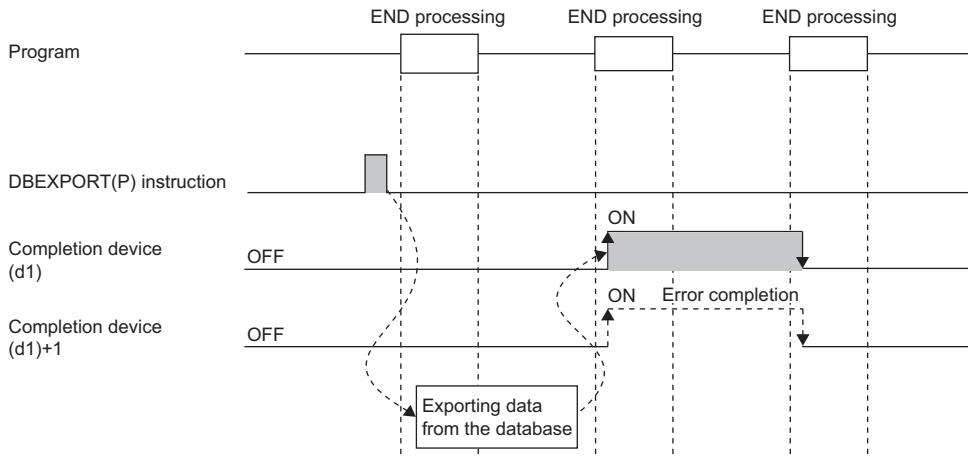 END processing
END processing
END processing
Program
DBEXPORT(P) instruction
ON
Completion device
(d1)
OFF
ON
Error completion
Completion device
(d1)+1
OFF
Exporting data
from the database